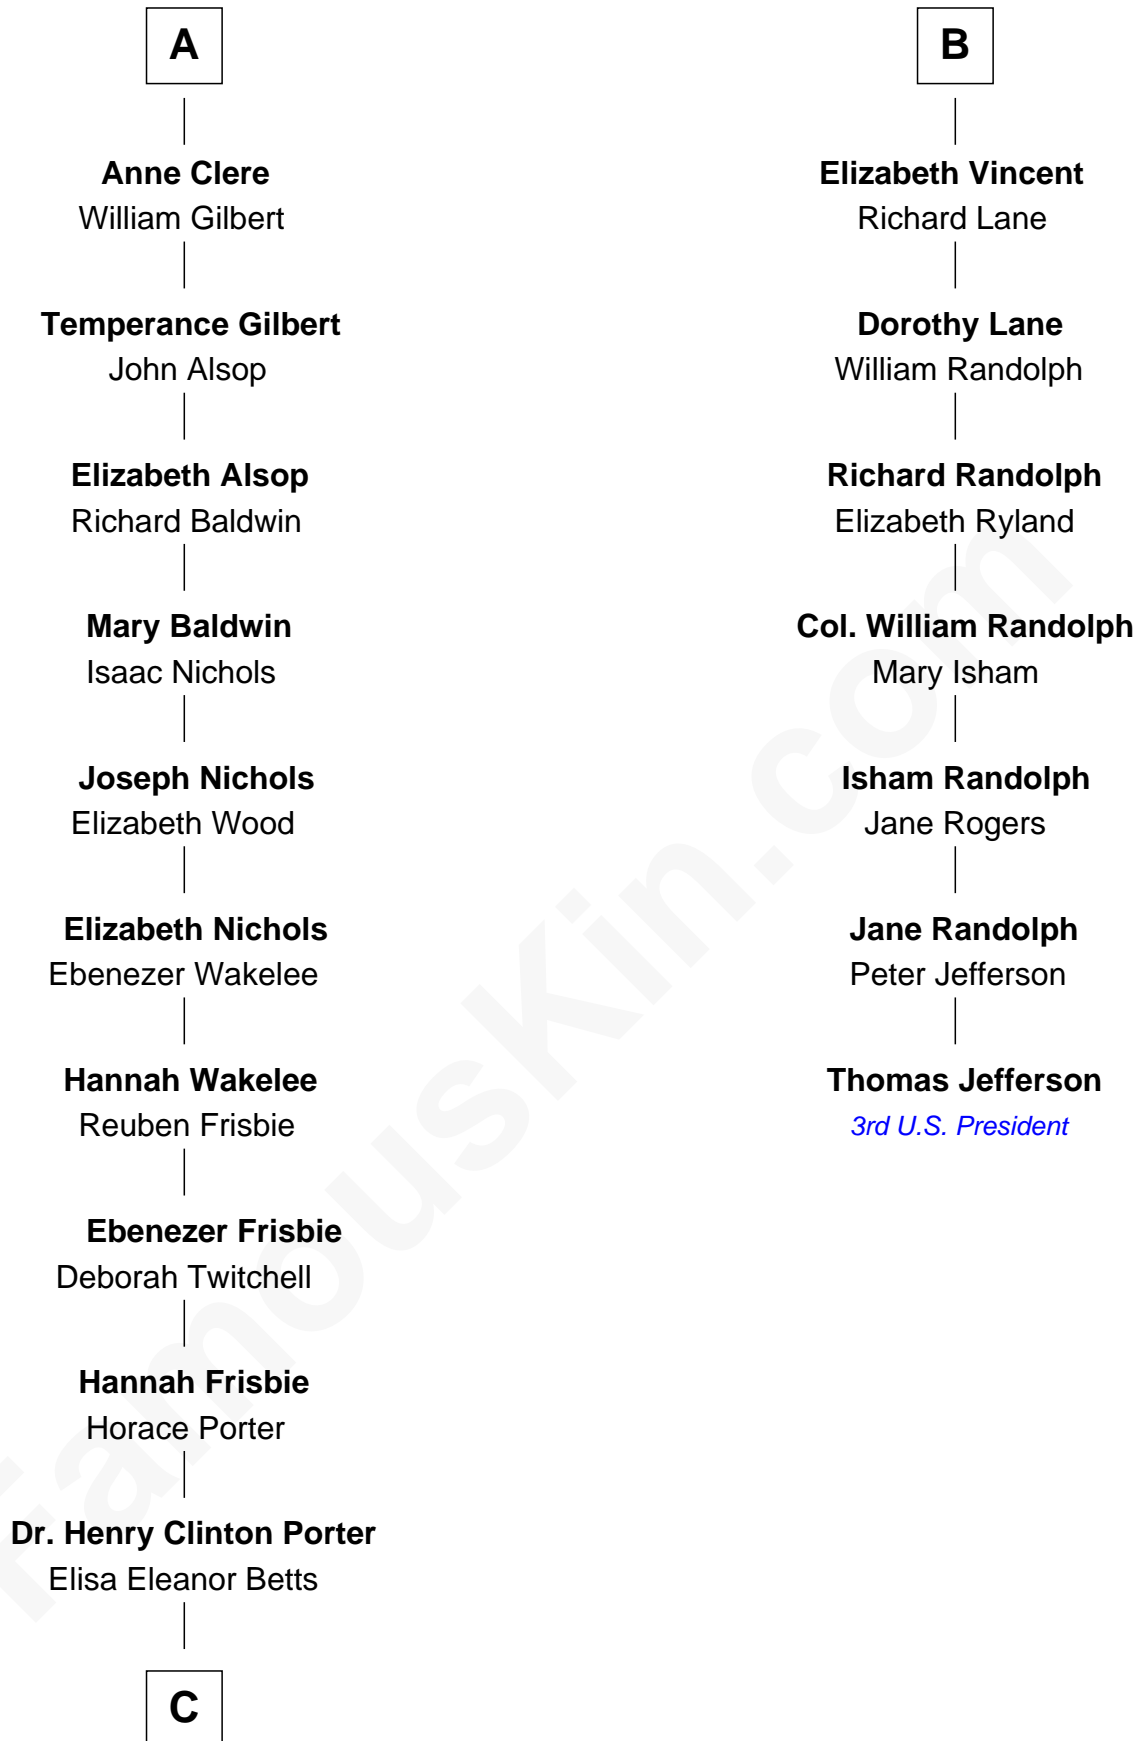 A
Anne Clere
William Gilbert
Temperance Gilbert
John Alsop
Elizabeth Alsop
Richard Baldwin
Mary Baldwin
Isaac Nichols
Joseph Nichols
Elizabeth Wood
Elizabeth Nichols
Ebenezer Wakelee
Hannah Wakelee
Reuben Frisbie
Ebenezer Frisbie
Deborah Twitchell
Hannah Frisbie
Horace Porter
Dr. Henry Clinton Porter
Elisa Eleanor Betts
C
B
Elizabeth Vincent
Richard Lane
Dorothy Lane
William Randolph
Richard Randolph
Elizabeth Ryland
Col. William Randolph
Mary Isham
Isham Randolph
Jane Rogers
Jane Randolph
Peter Jefferson
Thomas Jefferson
3rd U.S. President
FamousKin.com